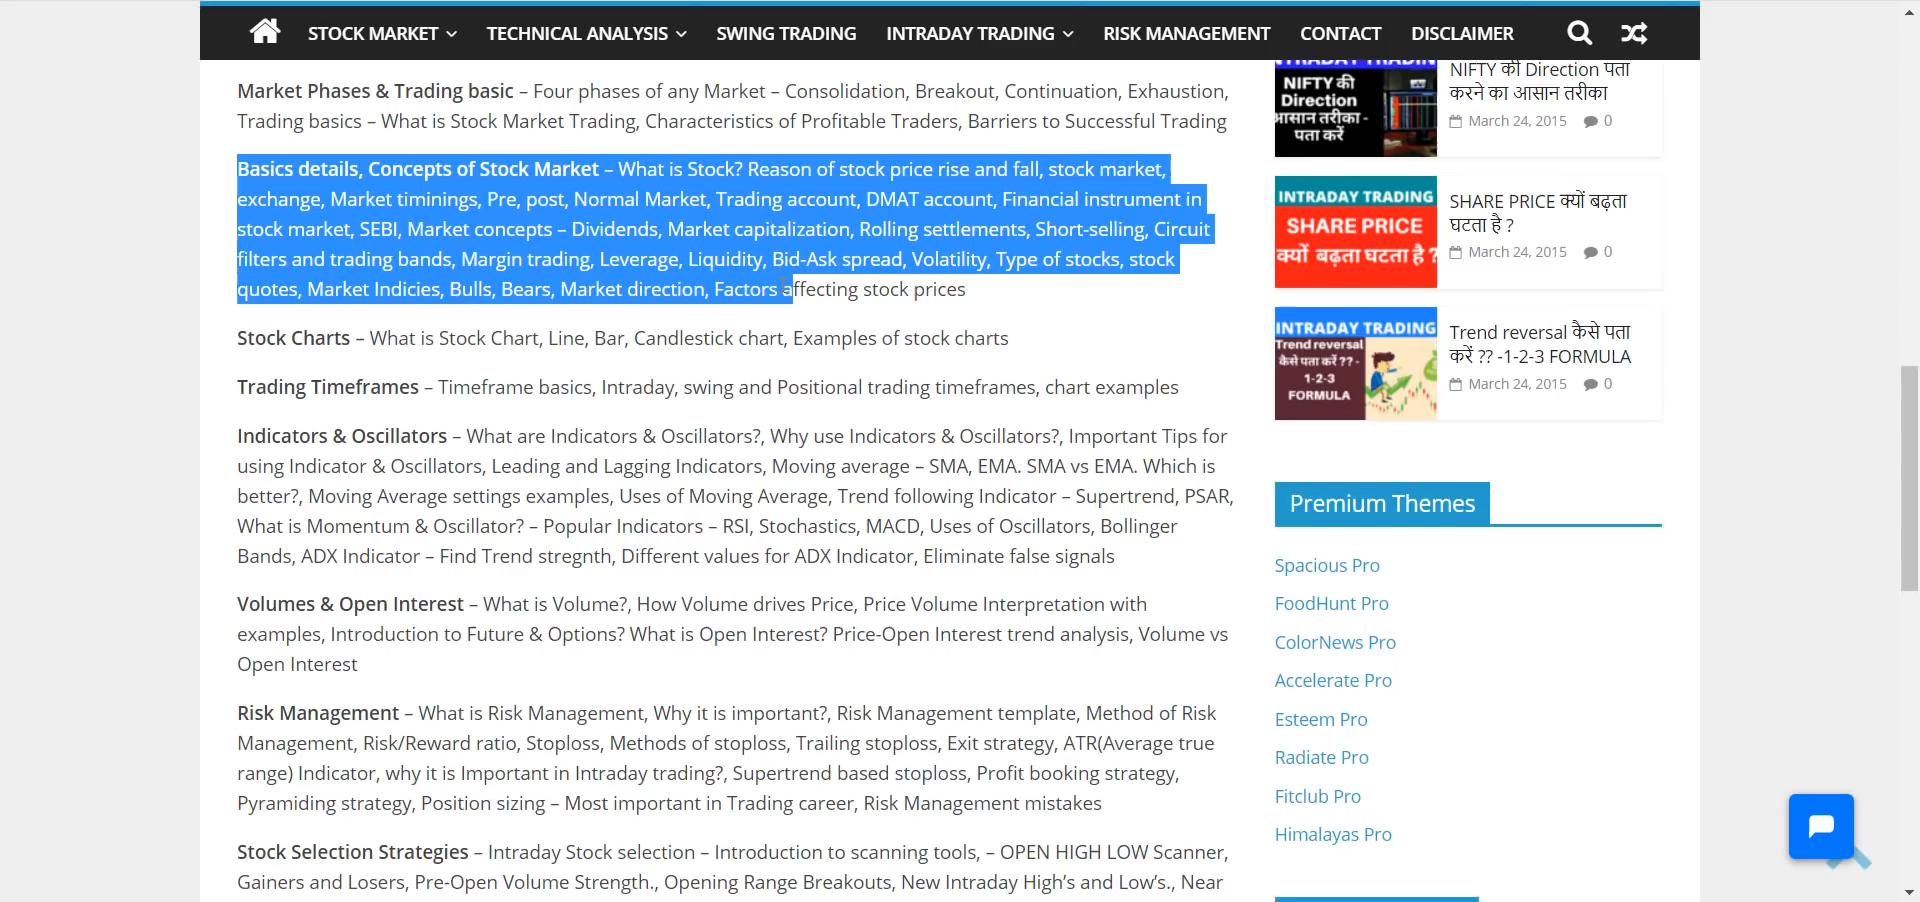 STOCK MARKET TECHNICAL ANALYSIS SWING TRADING INTRADAY TRADING RISK MANAGEMENT CONTACT DISCLAIMER
Market Phases & Trading basic – Four phases of any Market – Consolidation, Breakout, Continuation, Exhaustion,
Trading basics – What is Stock Market Trading, Characteristics of Profitable Traders, Barriers to Successful Trading
Basics details, Concepts of Stock Market – What is Stock? Reason of stock price rise and fall, stock market,
exchange, Market timinings, Pre, post, Normal Market, Trading account, DMAT account, Financial instrument in
stock market, SEBI, Market concepts – Dividends, Market capitalization, Rolling settlements, Short-selling, Circuit
filters and trading bands, Margin trading, Leverage, Liquidity, Bid-Ask spread, Volatility, Type of stocks, stock
quotes, Market Indicies, Bulls, Bears, Market direction, Factors affecting stock prices
Stock Charts – What is Stock Chart, Line, Bar, Candlestick chart, Examples of stock charts
Trading Timeframes – Timeframe basics, Intraday, swing and Positional trading timeframes, chart examples
Indicators & Oscillators – What are Indicators & Oscillators?, Why use Indicators & Oscillators?, Important Tips for
using Indicator & Oscillators, Leading and Lagging Indicators, Moving average – SMA, EMA. SMA vs EMA. Which is
better?, Moving Average settings examples, Uses of Moving Average, Trend following Indicator – Supertrend, PSAR,
What is Momentum & Oscillator? – Popular Indicators – RSI, Stochastics, MACD, Uses of Oscillators, Bollinger
Bands, ADX Indicator – Find Trend stregnth, Different values for ADX Indicator, Eliminate false signals
Volumes & Open Interest – What is Volume?, How Volume drives Price, Price Volume Interpretation with
examples, Introduction to Future & Options? What is Open Interest? Price-Open Interest trend analysis, Volume vs
Open Interest
Risk Management – What is Risk Management, Why it is important?, Risk Management template, Method of Risk
Management, Risk/Reward ratio, Stoploss, Methods of stoploss, Trailing stoploss, Exit strategy, ATR(Average true
range) Indicator, why it is Important in Intraday trading?, Supertrend based stoploss, Profit booking strategy,
Pyramiding strategy, Position sizing – Most important in Trading career, Risk Management mistakes
Stock Selection Strategies – Intraday Stock selection – Introduction to scanning tools, – OPEN HIGH LOW Scanner,
Gainers and Losers, Pre-Open Volume Strength., Opening Range Breakouts, New Intraday High's and Low's., Near
INTRADAY TRADING
NIFTY की
Direction
आसान तरीका -
पता करें
NIFTY की Direction पता
करने का आसान तरीका
March 24, 2015 0
INTRADAY TRADING
SHARE PRICE
क्यों बढ़ता घटता है ?
SHARE PRICE क्यों बढ़ता
घटता है ?
March 24, 2015 0
INTRADAY TRADING
Trend reversal
कैसे पता करें ?? -
1-2-3
FORMULA
Trend reversal कैसे पता
करें ?? -1-2-3 FORMULA
March 24, 2015 0
Premium Themes
Spacious Pro
FoodHunt Pro
ColorNews Pro
Accelerate Pro
Esteem Pro
Radiate Pro
Fitclub Pro
Himalayas Pro